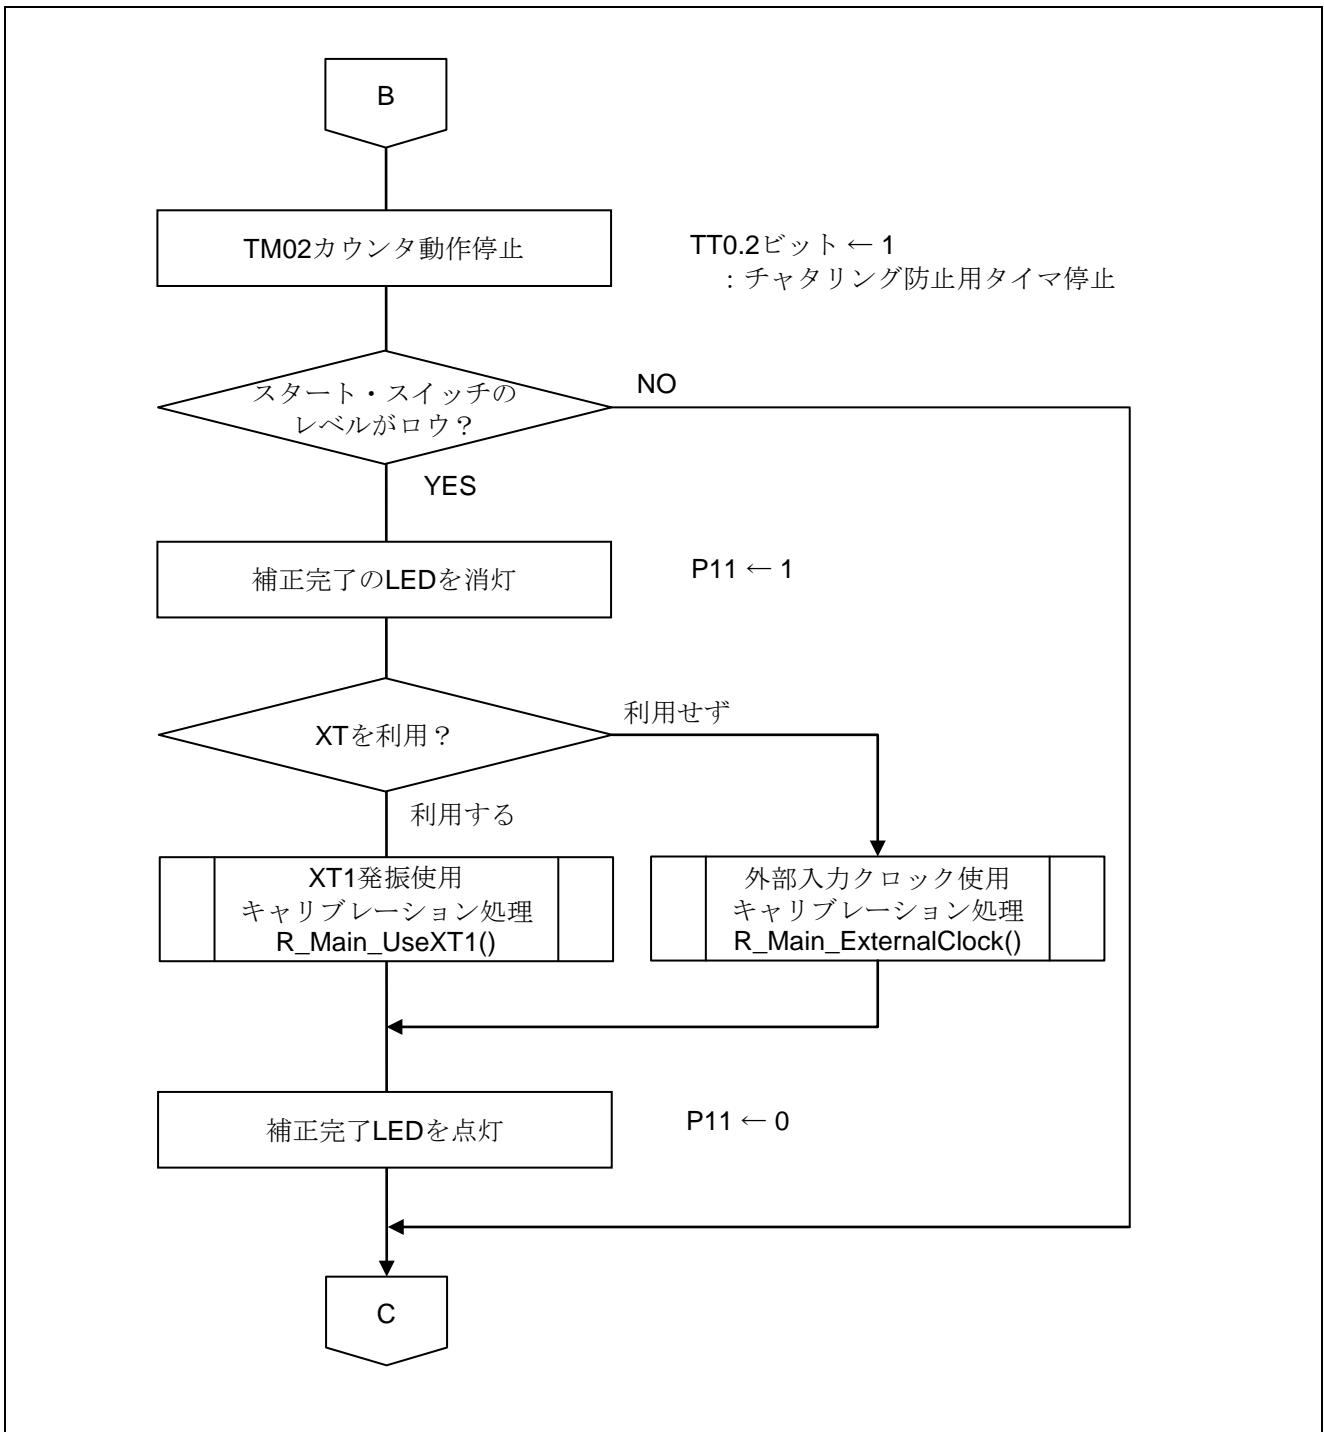 B
TM02カウンタ動作停止
TT0.2ビット ← 1
：チャタリング防止用タイマ停止
スタート・スイッチの
レベルがロウ？
NO
YES
補正完了のLEDを消灯
P11 ← 1
XTを利用？
利用せず
利用する
XT1発振使用
キャリブレーション処理
R_Main_UseXT1()
外部入力クロック使用
キャリブレーション処理
R_Main_ExternalClock()
補正完了LEDを点灯
P11 ← 0
C